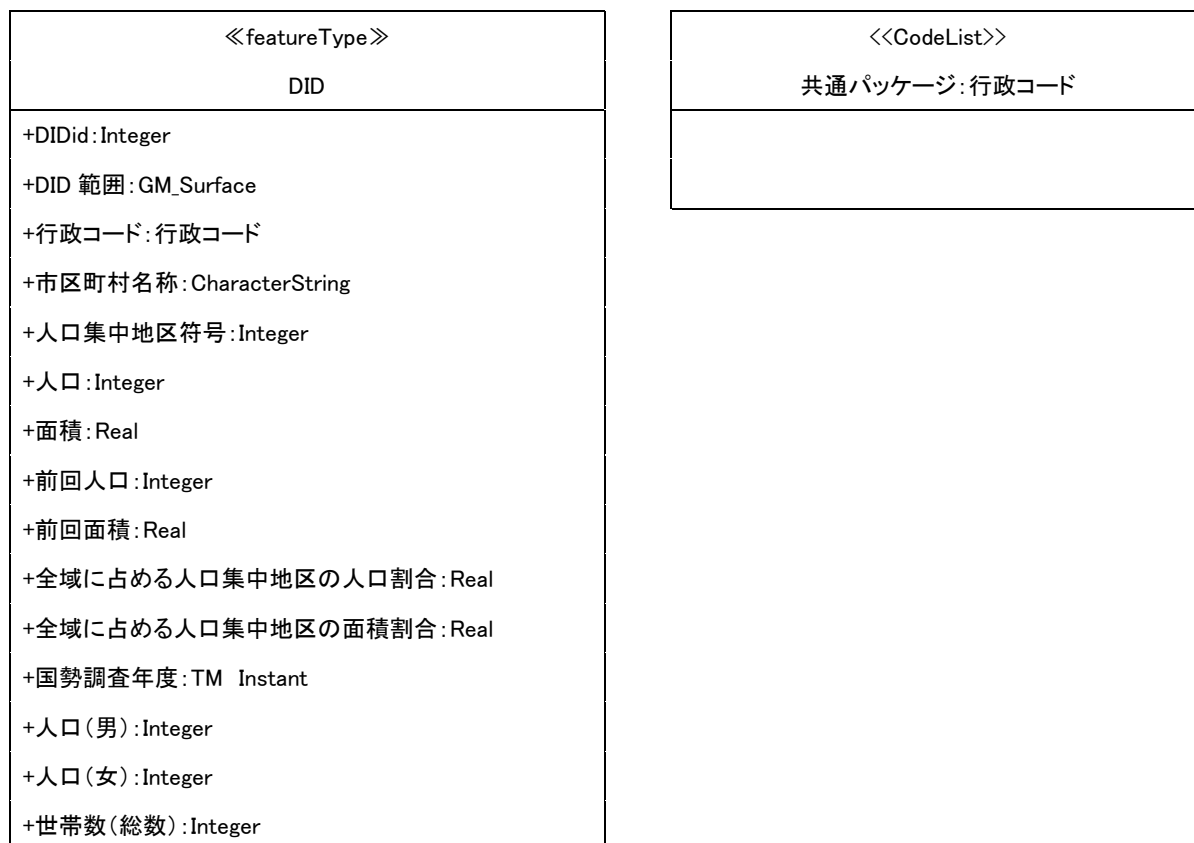 ≪featureType≫
DID
+DIDid:Integer
+DID 範囲:GM_Surface
+行政コード:行政コード
+市区町村名称:CharacterString
+人口集中地区符号:Integer
+人口:Integer
+面積:Real
+前回人口:Integer
+前回面積:Real
+全域に占める人口集中地区の人口割合:Real
+全域に占める人口集中地区の面積割合:Real
+国勢調査年度:TM Instant
+人口(男):Integer
+人口(女):Integer
+世帯数(総数):Integer
<<CodeList>>
共通パッケージ:行政コード